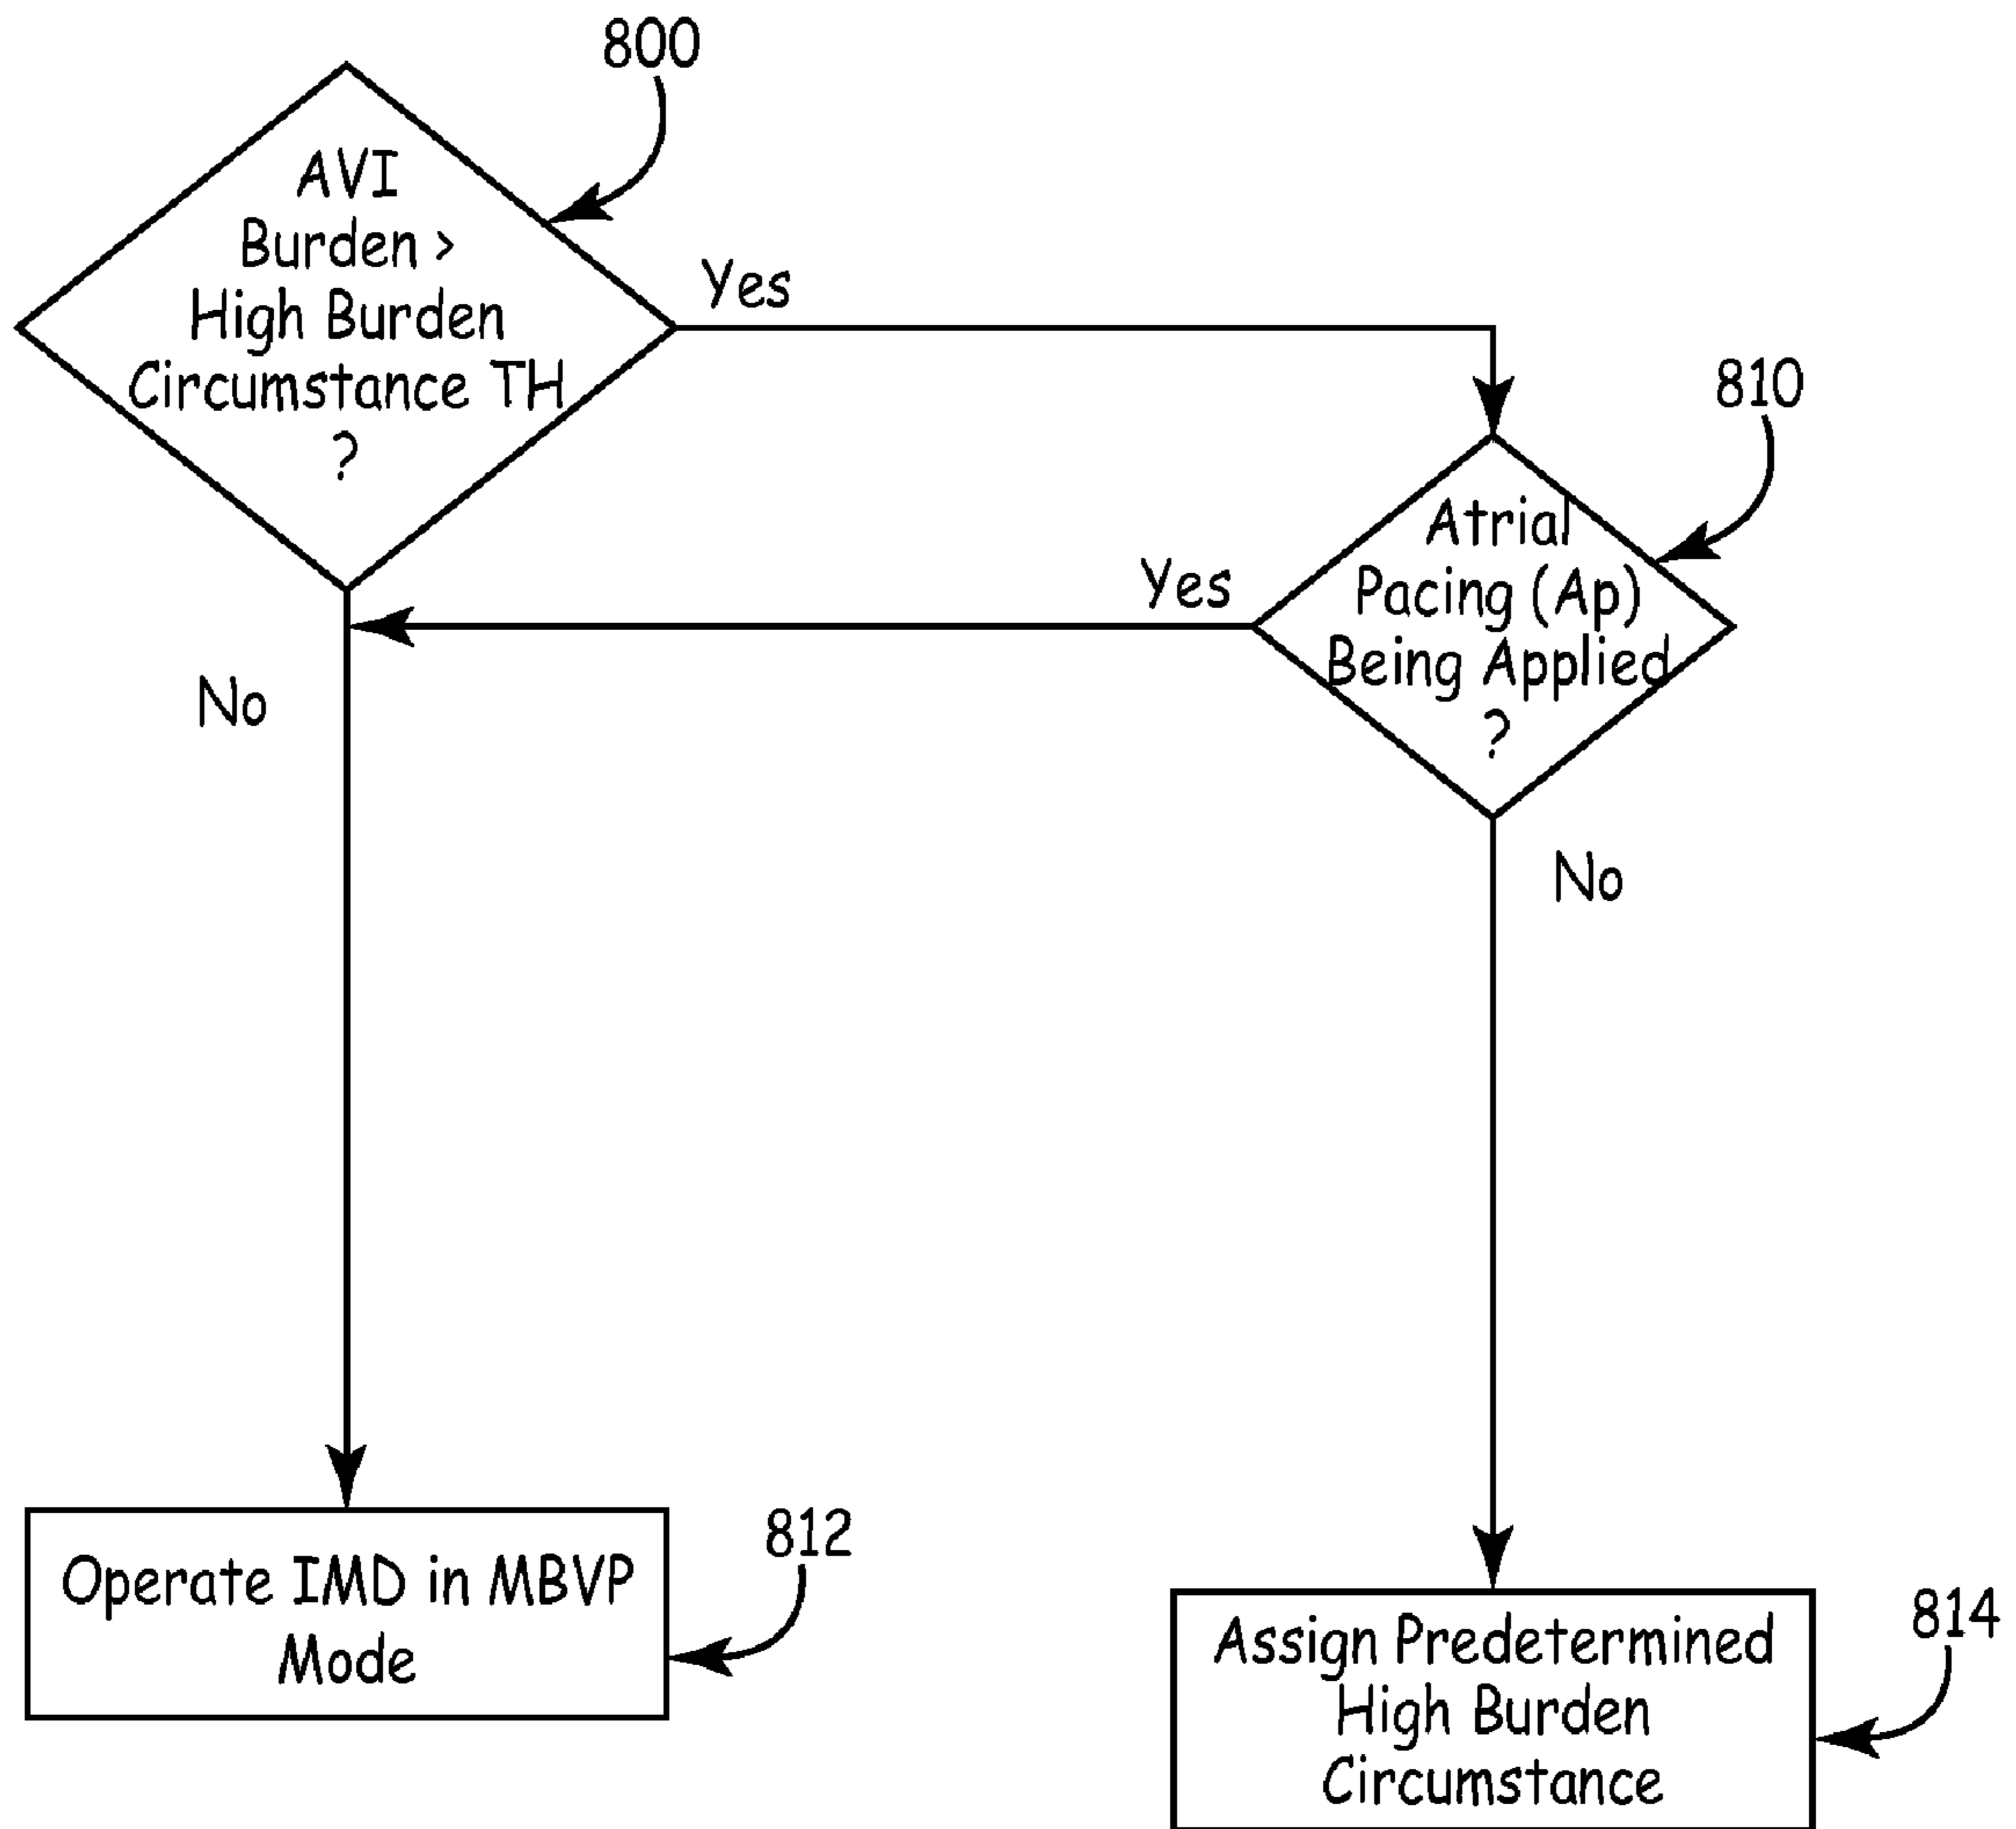 800
AVI
Burden >
High Burden
Circumstance TH
?
Yes
810
Atrial
Pacing (Ap)
Being Applied
?
Yes
No
No
812
Operate IMD in MBVP
Mode
814
Assign Predetermined
High Burden
Circumstance